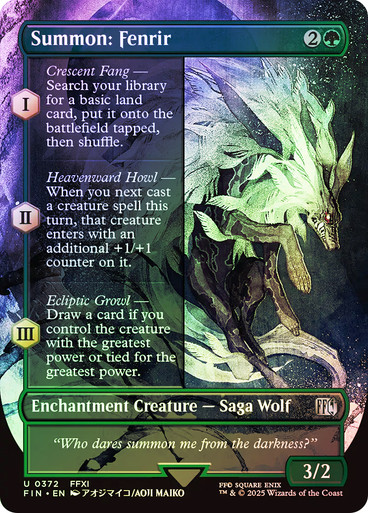 Summon: Fenrir 2
I
Crescent Fang —
Search your library
for a basic land
card, put it onto the
battlefield tapped,
then shuffle.
II
Heavenward Howl —
When you next cast
a creature spell this
turn, that creature
enters with an
additional +1/+1
counter on it.
III
Ecliptic Growl —
Draw a card if you
control the creature
with the greatest
power or tied for the
greatest power.
Enchantment Creature — Saga Wolf FFXI
"Who dares summon me from the darkness?"
3/2
U 0372 FFXI
FIN • EN アオジマイコ/AOJI MAIKO
FF© SQUARE ENIX
™ & © 2025 Wizards of the Coast